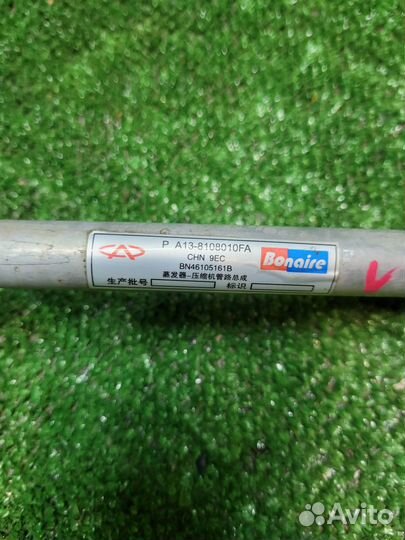 P A13-8108010FA
CHN 9EC
BN46105161B
Bonaire
蒸发器-压缩机管路总成
生产批号 标识
V
Avito